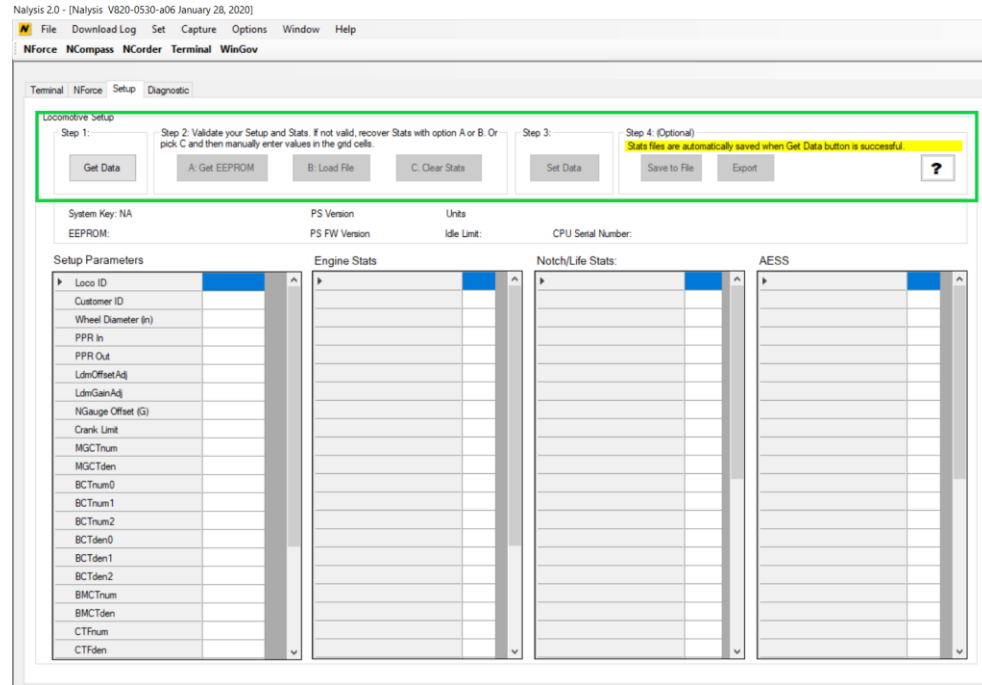 Nalysis 2.0 - [Nalysis V820-0530-a06 January 28, 2020]
N File Download Log Set Capture Options Window Help
NForce NCompass NCorder Terminal WinGov
Terminal NForce Setup Diagnostic
Locomotive Setup
Step 1:
Get Data
Step 2: Validate your Setup and Stats. If not valid, recover Stats with option A or B. Or
pick C and then manually enter values in the grid cells.
A: Get EEPROM B: Load File C. Clear Stats
Step 3:
Set Data
Step 4: (Optional)
Stats files are automatically saved when Get Data button is successful.
Save to File Export ?
System Key: NA PS Version Units
EEPROM: PS FW Version Idle Limit: CPU Serial Number:
Setup Parameters Engine Stats Notch/Life Stats: AESS
Loco ID
Customer ID
Wheel Diameter (in)
PPR In
PPR Out
LdmOffsetAdj
LdmGainAdj
NGauge Offset (G)
Crank Limit
MGCTnum
MGCTden
BCTnum0
BCTnum1
BCTnum2
BCTden0
BCTden1
BCTden2
BMCTnum
BMCTden
CTFnum
CTFden